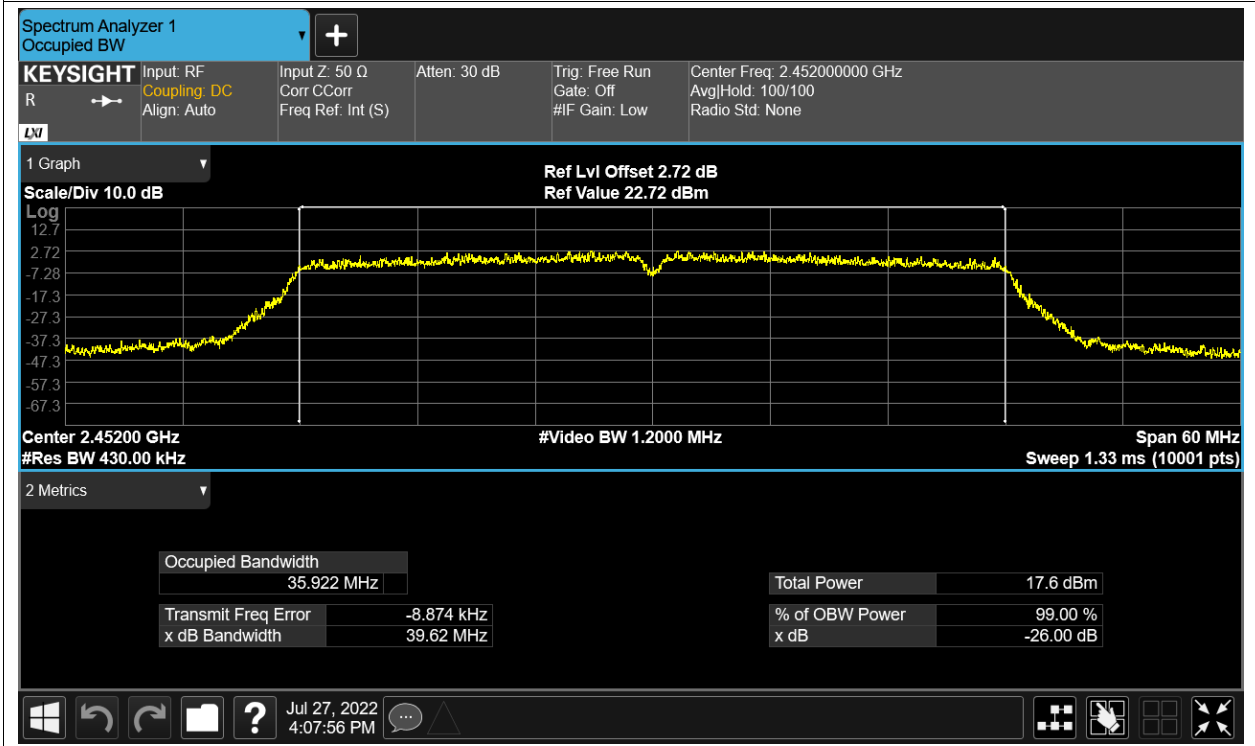 Spectrum Analyzer 1
Occupied BW
KEYSIGHT
R
LXI
Input: RF
Coupling: DC
Align: Auto
Input Z: 50 Ω
Corr CCorr
Freq Ref: Int (S)
Atten: 30 dB
Trig: Free Run
Gate: Off
#IF Gain: Low
Center Freq: 2.452000000 GHz
Avg|Hold: 100/100
Radio Std: None
1 Graph
Scale/Div 10.0 dB
Ref Lvl Offset 2.72 dB
Ref Value 22.72 dBm
Log
12.7
2.72
-7.28
-17.3
-27.3
-37.3
-47.3
-57.3
-67.3
Center 2.45200 GHz
#Res BW 430.00 kHz
#Video BW 1.2000 MHz
Span 60 MHz
Sweep 1.33 ms (10001 pts)
2 Metrics
Occupied Bandwidth
35.922 MHz
Transmit Freq Error -8.874 kHz
x dB Bandwidth 39.62 MHz
Total Power 17.6 dBm
% of OBW Power 99.00 %
x dB -26.00 dB
?
Jul 27, 2022
4:07:56 PM